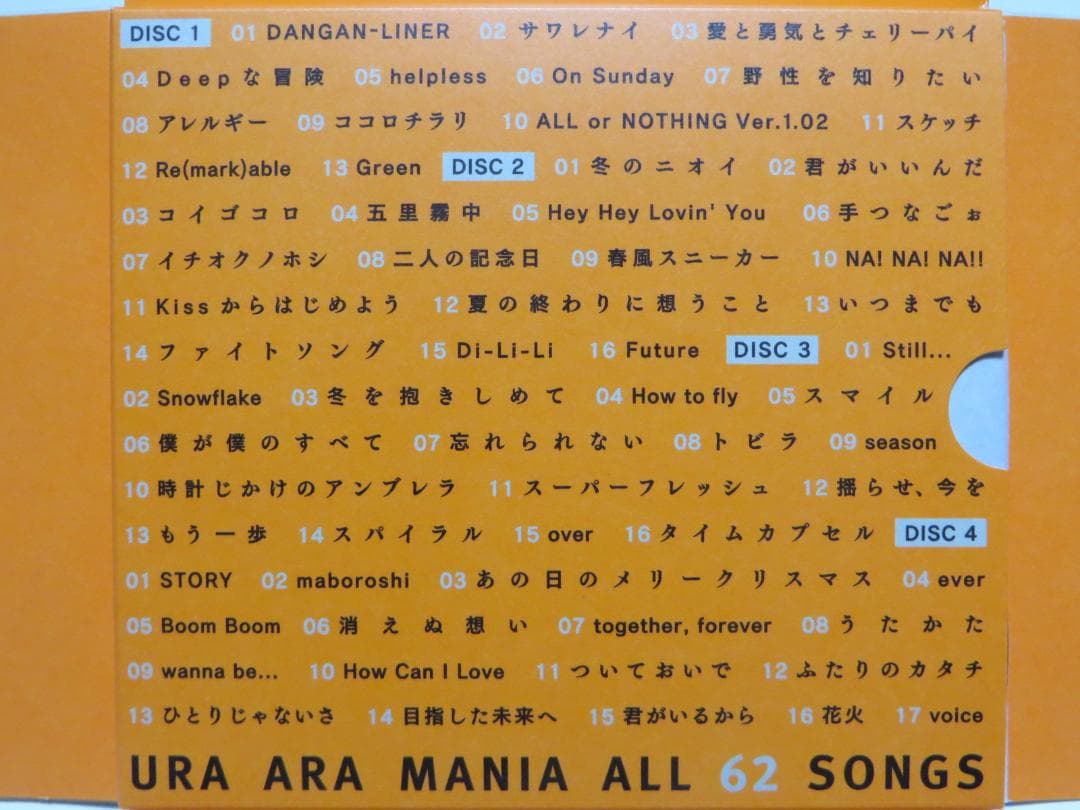 DISC 1 01 DANGAN-LINER 02 サワレナイ 03 愛と勇気とチェリーパイ
04 Deepな冒険 05 helpless 06 On Sunday 07 野性を知りたい
08 アレルギー 09 ココロチラリ 10 ALL or NOTHING Ver.1.02 11 スケッチ
12 Re(mark)able 13 Green DISC 2 01 冬のニオイ 02 君がいいんだ
03 コイゴコロ 04 五里霧中 05 Hey Hey Lovin' You 06 手つなごぉ
07 イチオクノホシ 08 二人の記念日 09 春風スニーカー 10 NA! NA! NA!!
11 Kissからはじめよう 12 夏の終わりに想うこと 13 いつまでも
14 ファイトソング 15 Di-Li-Li 16 Future DISC 3 01 Still...
02 Snowflake 03 冬を抱きしめて 04 How to fly 05 スマイル
06 僕が僕のすべて 07 忘れられない 08 トビラ 09 season
10 時計じかけのアンブレラ 11 スーパーフレッシュ 12 揺らせ、今を
13 もう一歩 14 スパイラル 15 over 16 タイムカプセル DISC 4
01 STORY 02 maboroshi 03 あの日のメリークリスマス 04 ever
05 Boom Boom 06 消えぬ想い 07 together, forever 08 うたかた
09 wanna be... 10 How Can I Love 11 ついておいで 12 ふたりのカタチ
13 ひとりじゃないさ 14 目指した未来へ 15 君がいるから 16 花火 17 voice
URA ARA MANIA ALL 62 SONGS